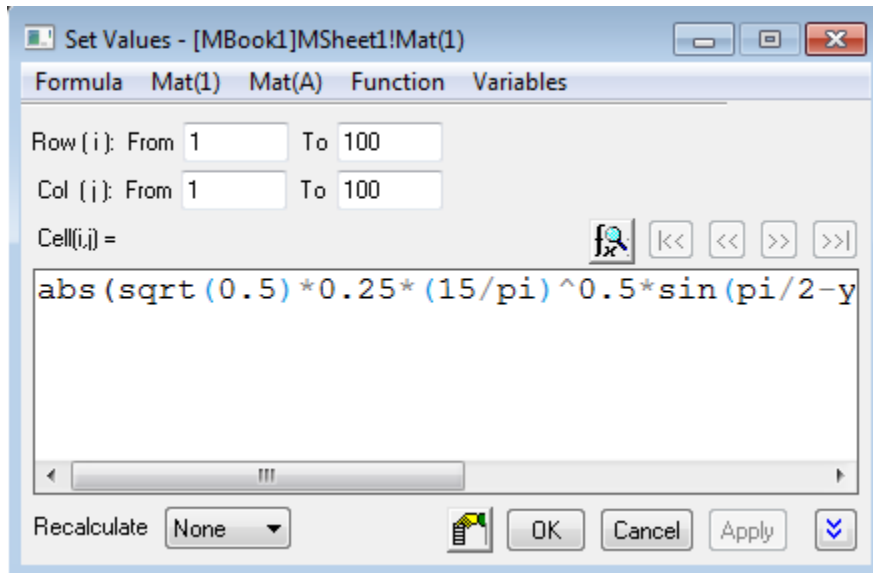 Set Values - [MBook1]MSheet1!Mat(1)
Formula Mat(1) Mat(A) Function Variables
Row ( i ): From 1 To 100
Col ( j ): From 1 To 100
Cell(i,j) =
|<< << >> >>|
abs(sqrt(0.5)*0.25*(15/pi)^0.5*sin(pi/2-y
Recalculate None OK Cancel Apply